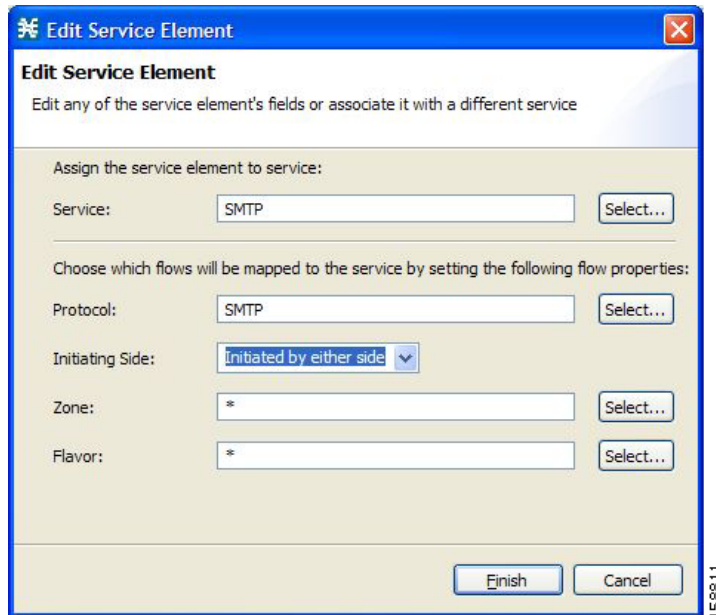 Edit Service Element
Edit Service Element
Edit any of the service element's fields or associate it with a different service
Assign the service element to service:
Service: SMTP Select...
Choose which flows will be mapped to the service by setting the following flow properties:
Protocol: SMTP Select...
Initiating Side: Initiated by either side
Zone: * Select...
Flavor: * Select...
Finish Cancel